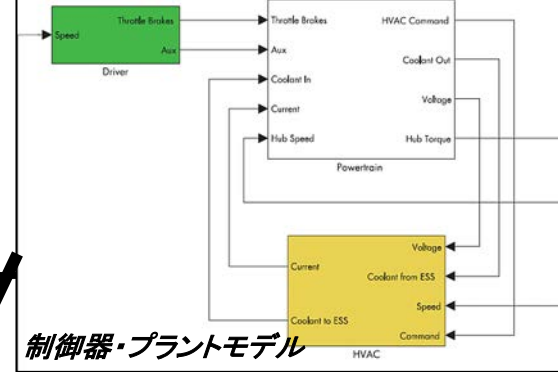 Throttle Brakes
Speed
Aux
Driver
Throttle Brakes
HVAC Command
Aux
Coolant Out
Coolant In
Voltage
Current
Hub Speed
Hub Torque
Powertrain
Voltage
Current
Coolant from ESS
Speed
Coolant to ESS
Command
HVAC
制御器・プラントモデル